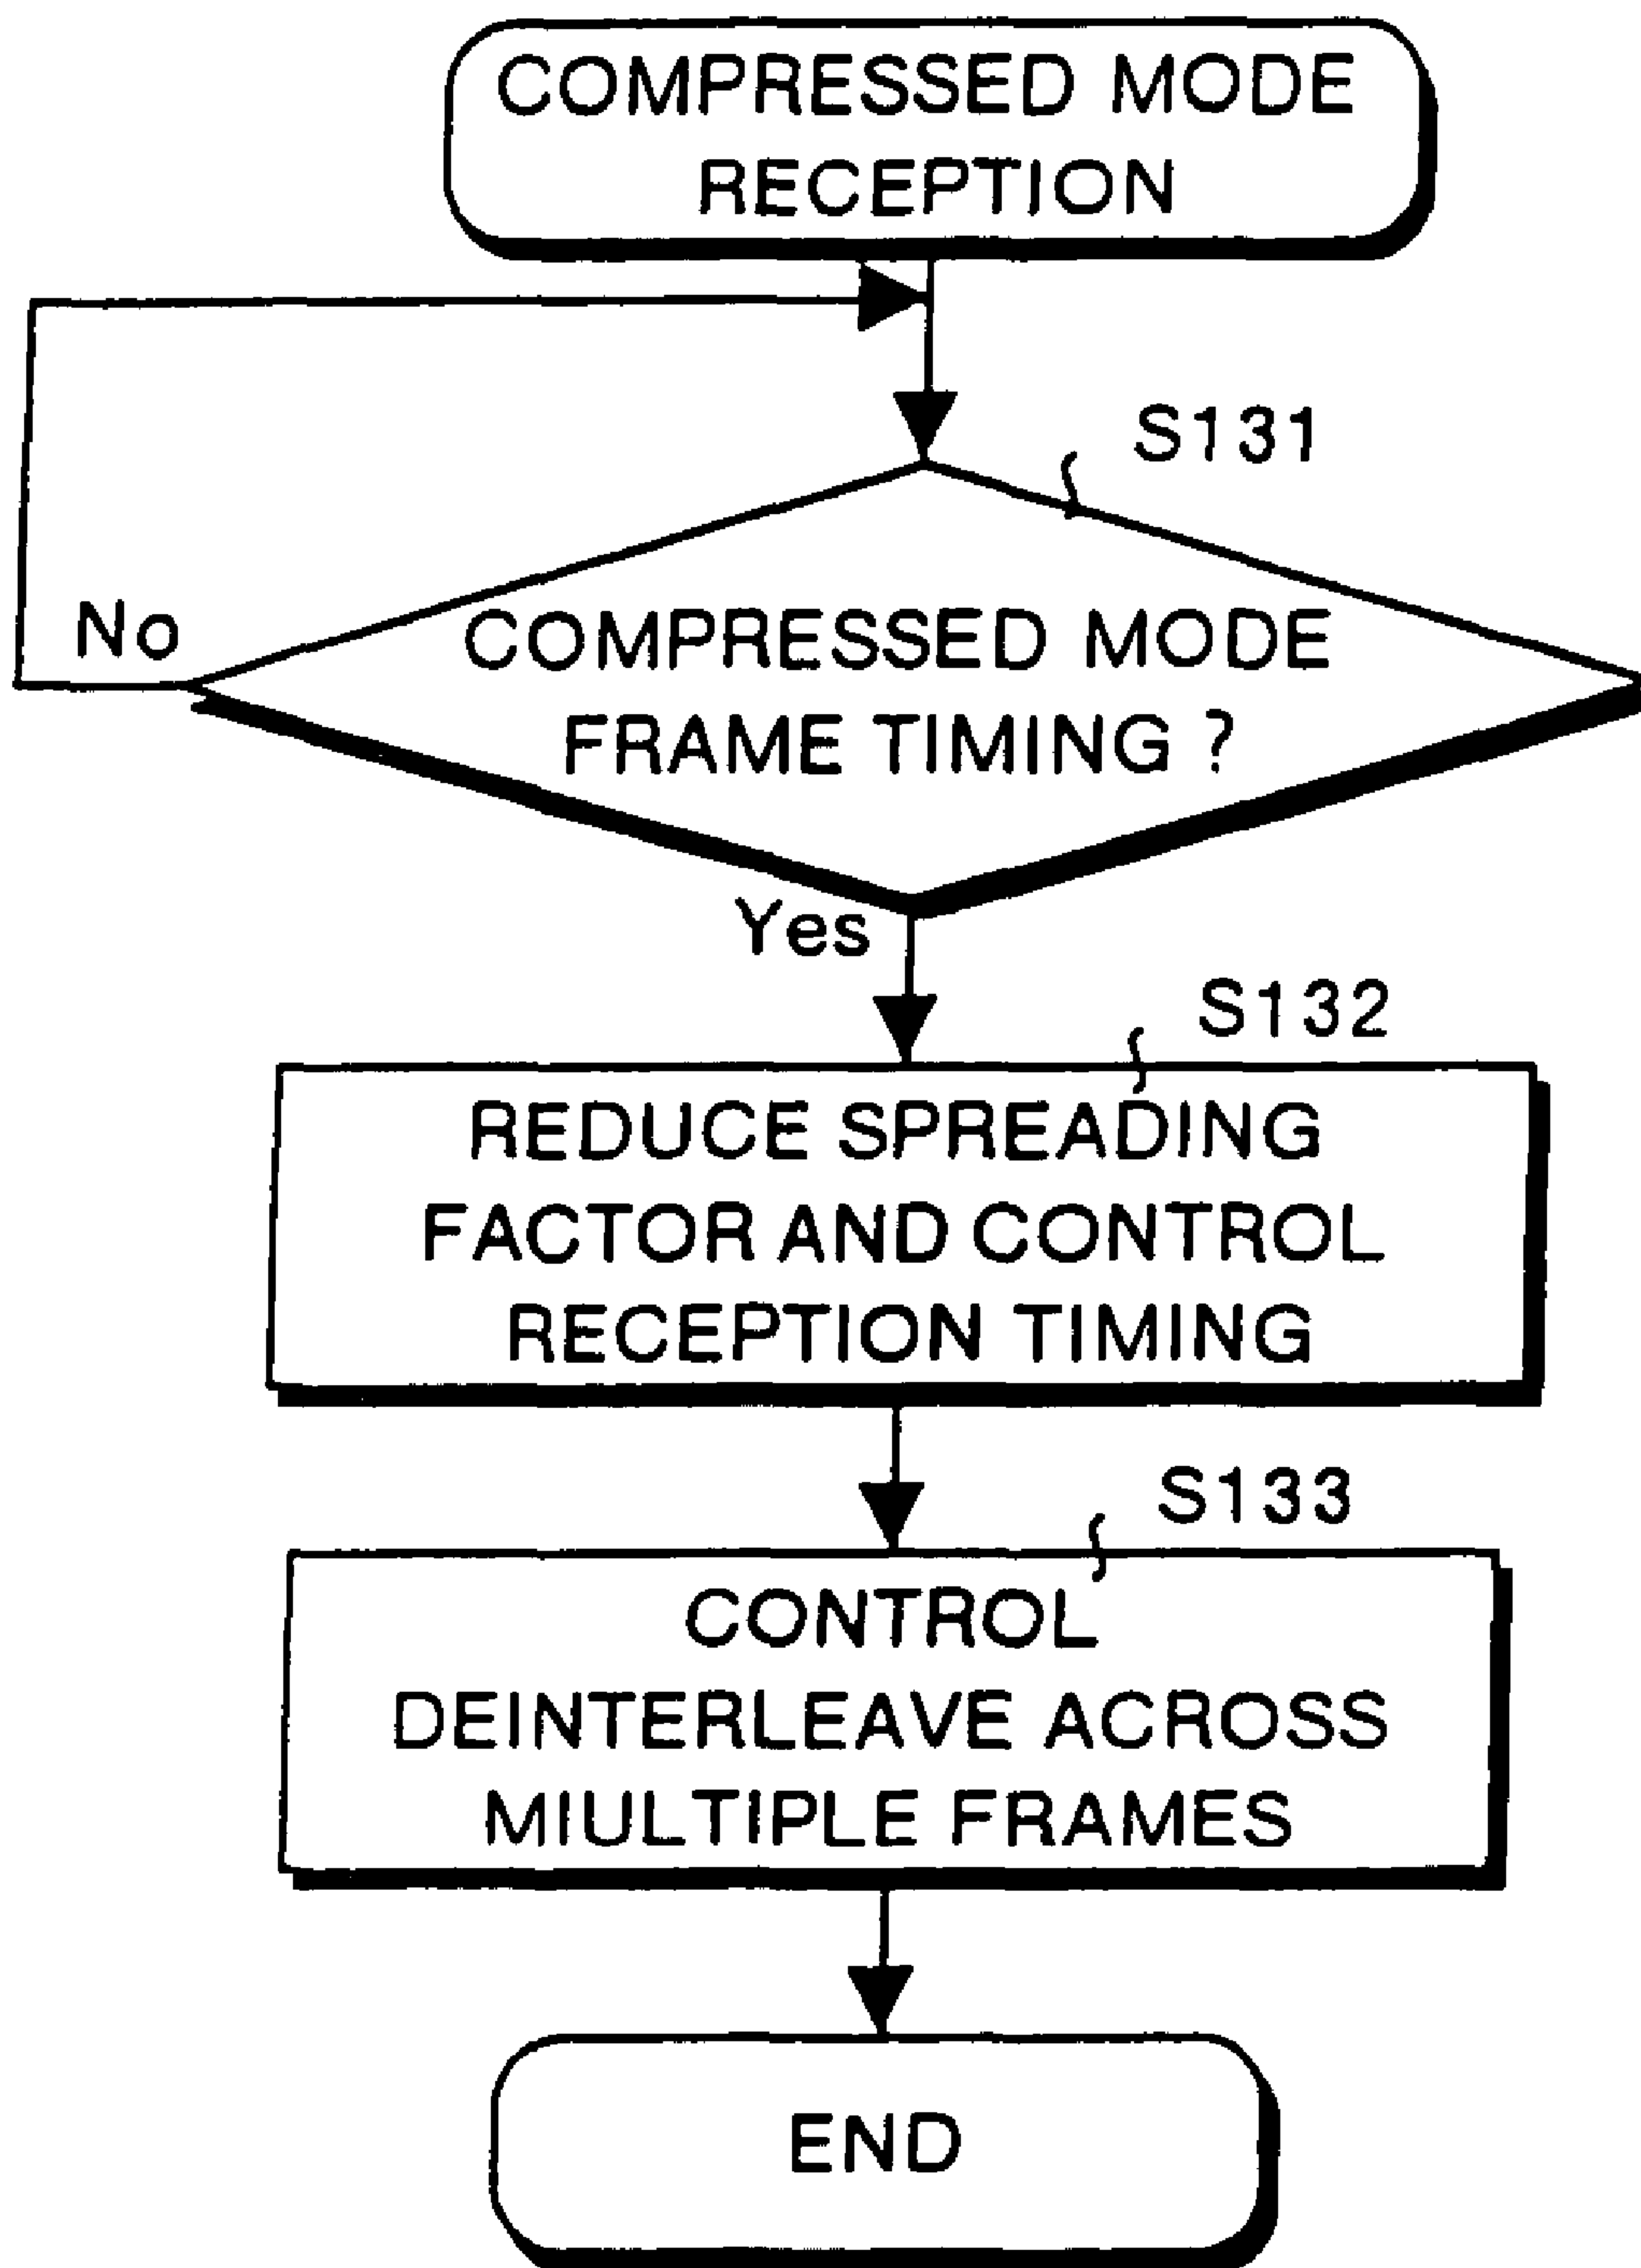 COMPRESSED MODE
RECEPTION
S131
No
COMPRESSED MODE
FRAME TIMING ?
Yes
S132
REDUCE SPREADING
FACTOR AND CONTROL
RECEPTION TIMING
S133
CONTROL
DEINTERLEAVE ACROSS
MIULTIPLE FRAMES
END